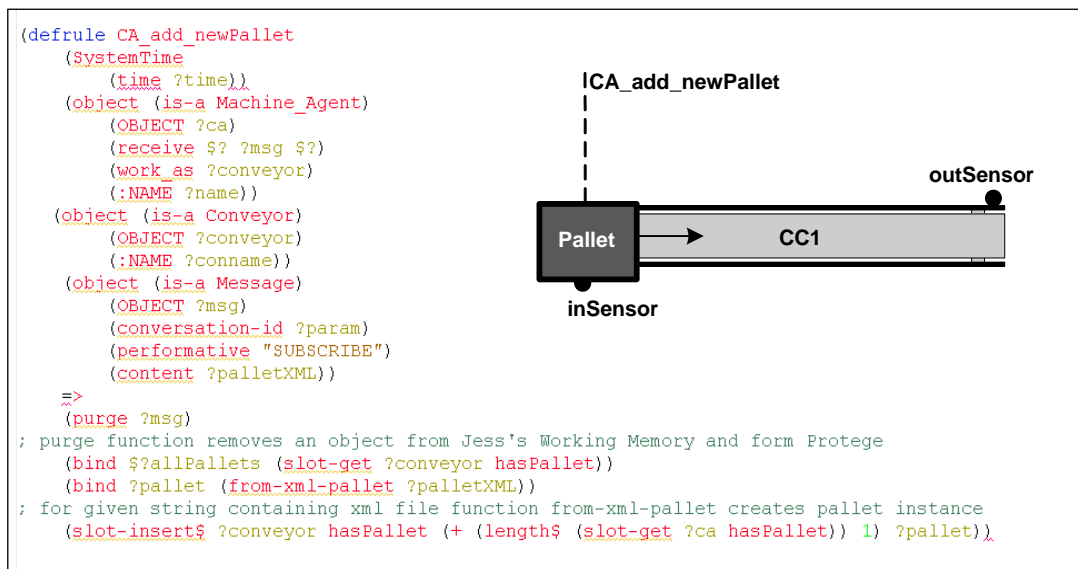 (defrule CA_add_newPallet
(SystemTime
(time ?time))
(object (is-a Machine_Agent)
(OBJECT ?ca)
(receive $? ?msg $?)
(work_as ?conveyor)
(:NAME ?name))
(object (is-a Conveyor)
(OBJECT ?conveyor)
(:NAME ?conname))
(object (is-a Message)
(OBJECT ?msg)
(conversation-id ?param)
(performative "SUBSCRIBE")
(content ?palletXML))
=>
(purge ?msg)
; purge function removes an object from Jess's Working Memory and form Protege
(bind $?allPallets (slot-get ?conveyor hasPallet))
(bind ?pallet (from-xml-pallet ?palletXML))
; for given string containing xml file function from-xml-pallet creates pallet instance
(slot-insert$ ?conveyor hasPallet (+ (length$ (slot-get ?ca hasPallet)) 1) ?pallet))
CA_add_newPallet
outSensor
Pallet
CC1
inSensor